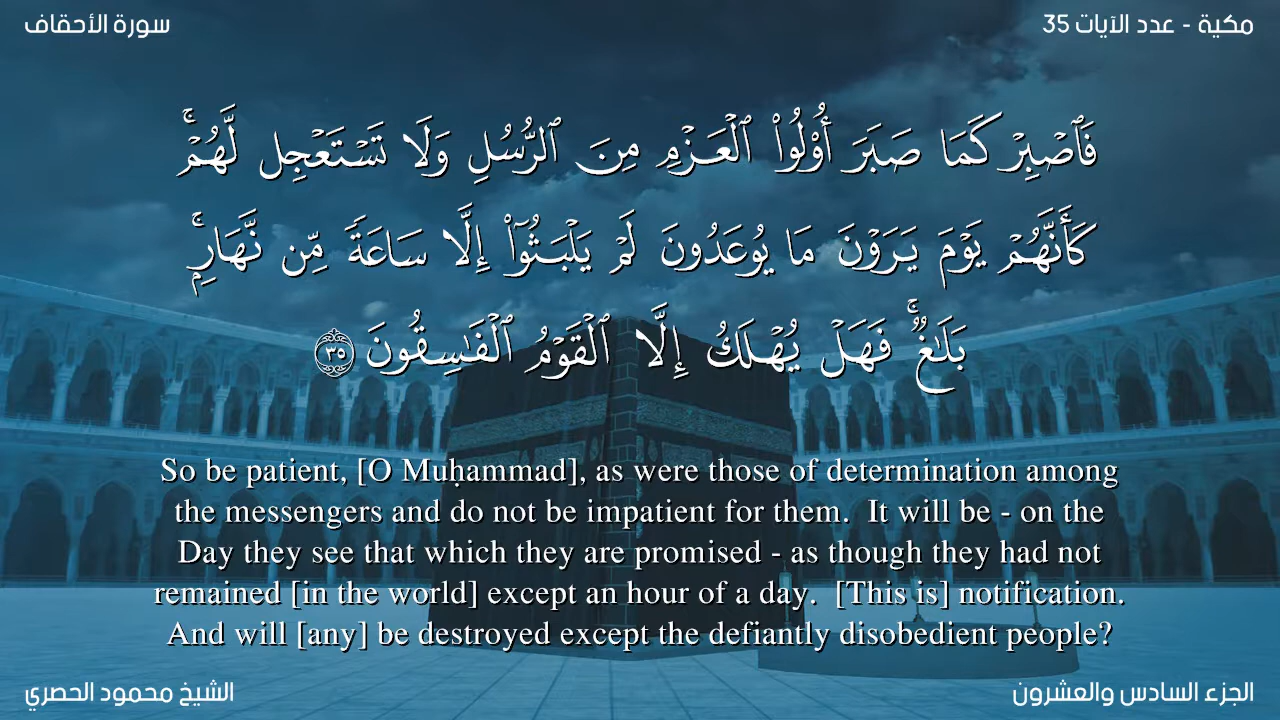 سورة الأحقاف
مكية - عدد الآيات 35
فَٱصْبِرْ كَمَا صَبَرَ أُو۟لُوا۟ ٱلْعَزْمِ مِنَ ٱلرُّسُلِ وَلَا تَسْتَعْجِل لَّهُمْ ۚ
كَأَنَّهُمْ يَوْمَ يَرَوْنَ مَا يُوعَدُونَ لَمْ يَلْبَثُوٓا۟ إِلَّا سَاعَةً مِّن نَّهَارٍۭ ۚ
بَلَـٰغٌ ۚ فَهَلْ يُهْلَكُ إِلَّا ٱلْقَوْمُ ٱلْفَـٰسِقُونَ ٣٥
So be patient, [O Muḥammad], as were those of determination among
the messengers and do not be impatient for them.  It will be - on the
Day they see that which they are promised - as though they had not
remained [in the world] except an hour of a day.  [This is] notification.
And will [any] be destroyed except the defiantly disobedient people?
الشيخ محمود الحصري
الجزء السادس والعشرون